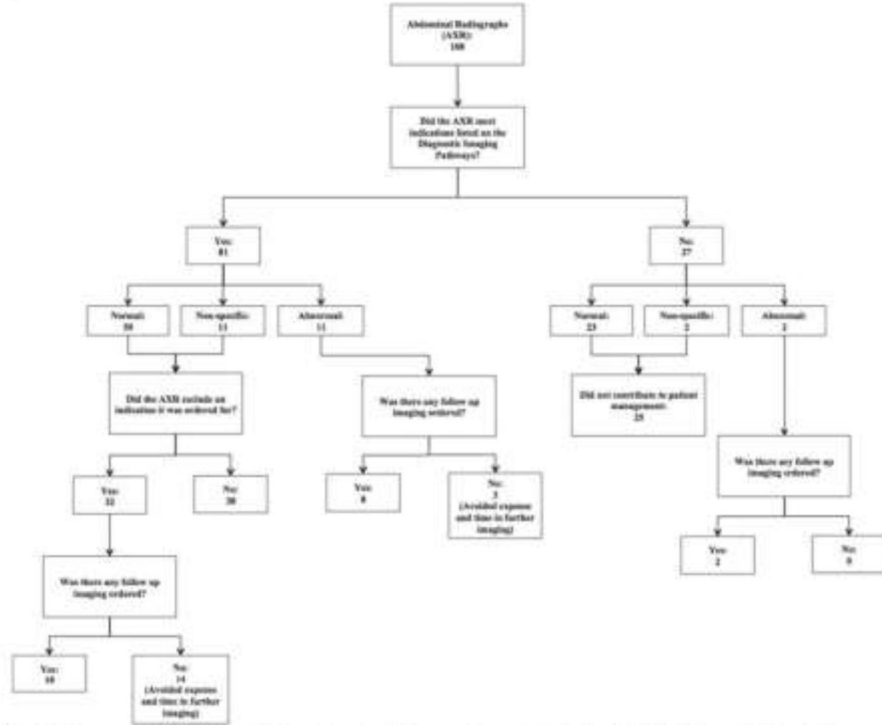 Abdominal Radiographs
(AXR):
108
Did the AXR meet
indications listed on the
Diagnostic Imaging
Pathways?
Yes:
81
No:
27
Normal:
59
Non-specific:
11
Abnormal:
11
Normal:
23
Non-specific:
2
Abnormal:
2
Did the AXR exclude an
indication it was ordered for?
Was there any follow up
imaging ordered?
Did not contribute to patient
management:
25
Was there any follow up
imaging ordered?
Yes:
32
No:
38
Yes:
8
No:
3
(Avoided expense
and time in further
imaging)
Yes:
2
No:
0
Was there any follow up
imaging ordered?
Yes:
18
No:
14
(Avoided expense
and time in further
imaging)